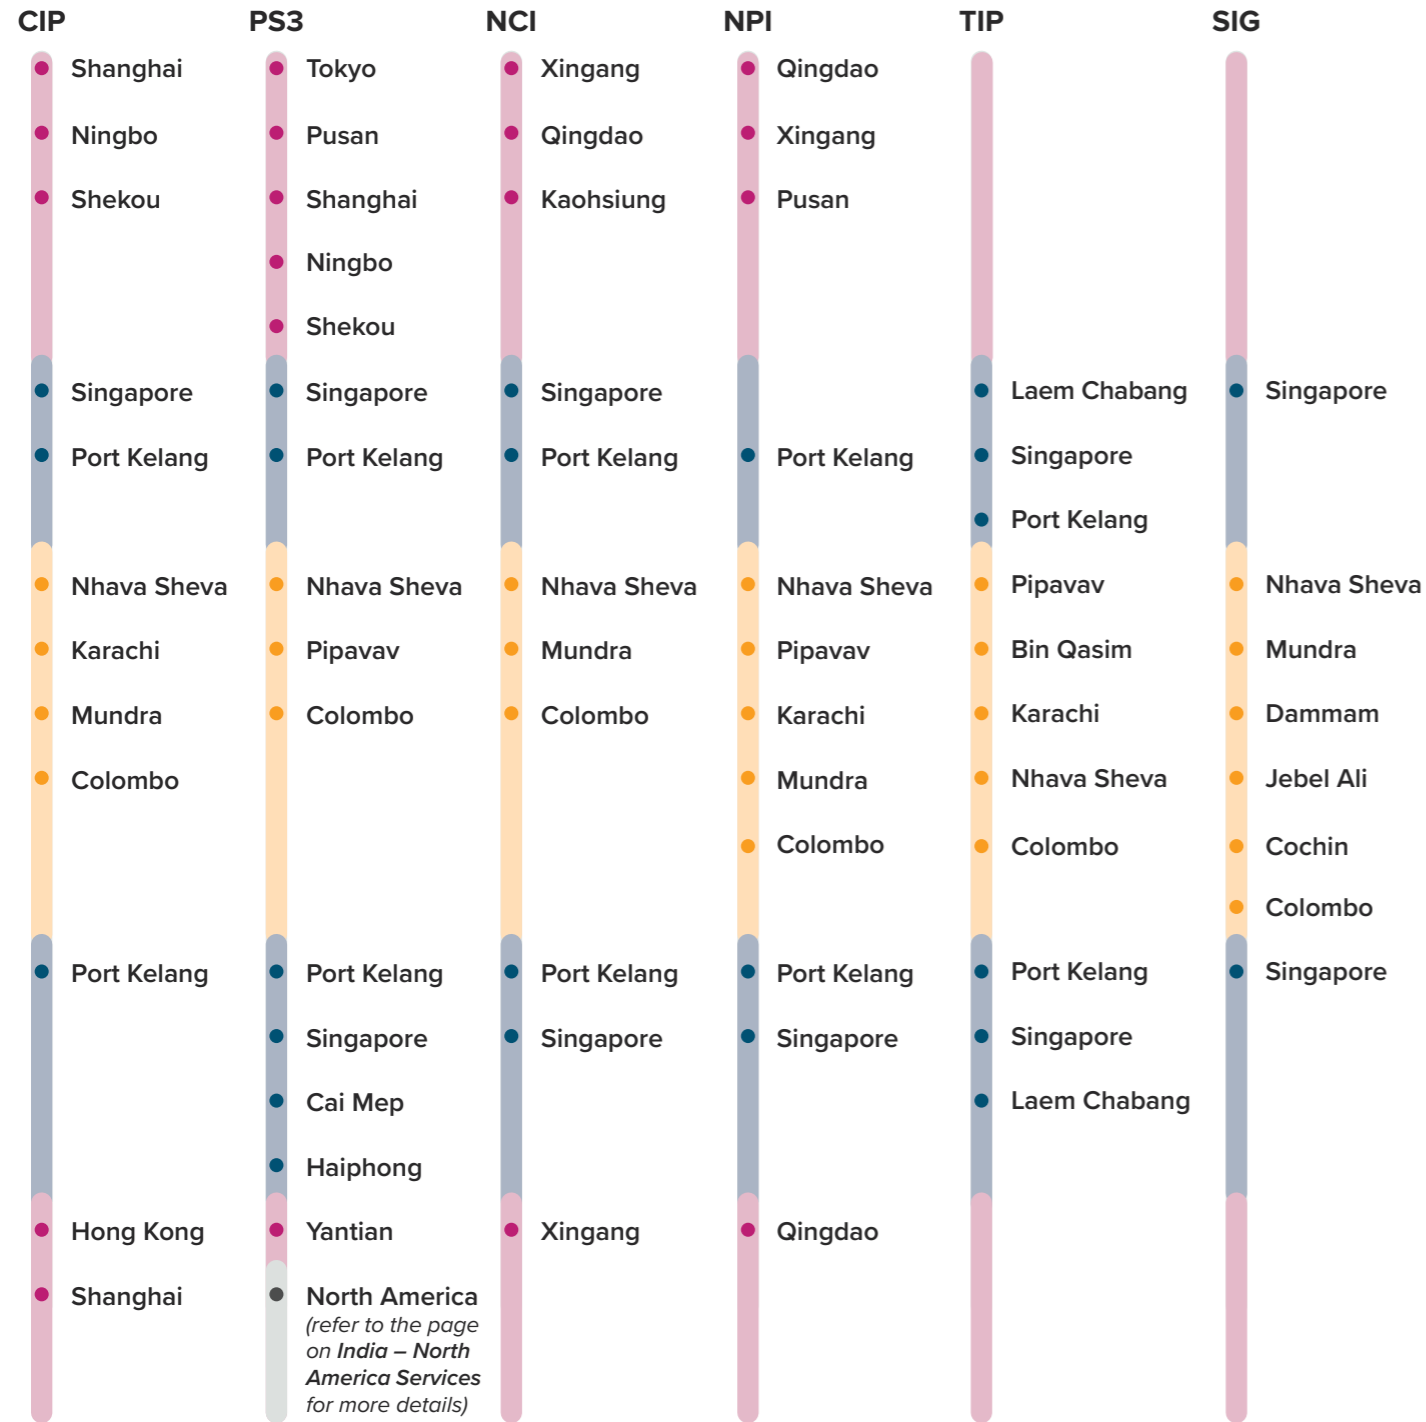 CIP
Shanghai
Ningbo
Shekou
Singapore
Port Kelang
Nhava Sheva
Karachi
Mundra
Colombo
Port Kelang
Hong Kong
Shanghai
PS3
Tokyo
Pusan
Shanghai
Ningbo
Shekou
Singapore
Port Kelang
Nhava Sheva
Pipavav
Colombo
Port Kelang
Singapore
Cai Mep
Haiphong
Yantian
North America
(refer to the page
on India – North
America Services
for more details)
NCI
Xingang
Qingdao
Kaohsiung
Singapore
Port Kelang
Nhava Sheva
Mundra
Colombo
Port Kelang
Singapore
Xingang
NPI
Qingdao
Xingang
Pusan
Port Kelang
Nhava Sheva
Pipavav
Karachi
Mundra
Colombo
Port Kelang
Singapore
Qingdao
TIP
Laem Chabang
Singapore
Port Kelang
Pipavav
Bin Qasim
Karachi
Nhava Sheva
Colombo
Port Kelang
Singapore
Laem Chabang
SIG
Singapore
Nhava Sheva
Mundra
Dammam
Jebel Ali
Cochin
Colombo
Singapore